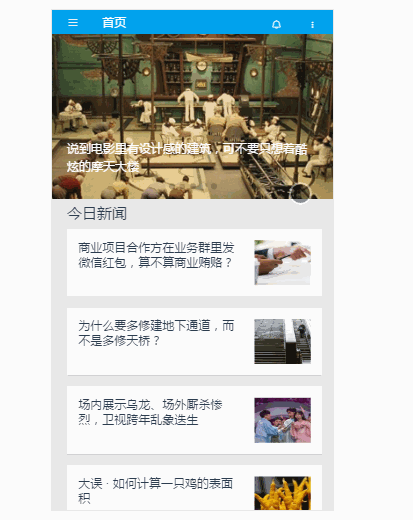 首页
说到电影里有设计感的建筑，可不要只想着酷
炫的摩天大楼
今日新闻
商业项目合作方在业务群里发
微信红包，算不算商业贿赂？
为什么要多修建地下通道，而
不是多修天桥？
场内展示乌龙、场外厮杀惨
烈，卫视跨年乱象迭生
大误 · 如何计算一只鸡的表面
积